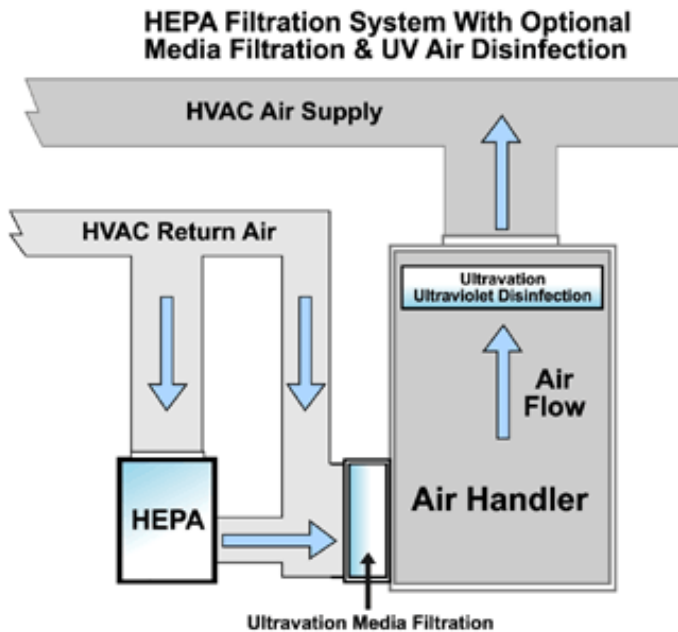 HEPA Filtration System With Optional
Media Filtration & UV Air Disinfection
HVAC Air Supply
HVAC Return Air
Ultravation
Ultraviolet Disinfection
Air
Flow
Air Handler
HEPA
Ultravation Media Filtration